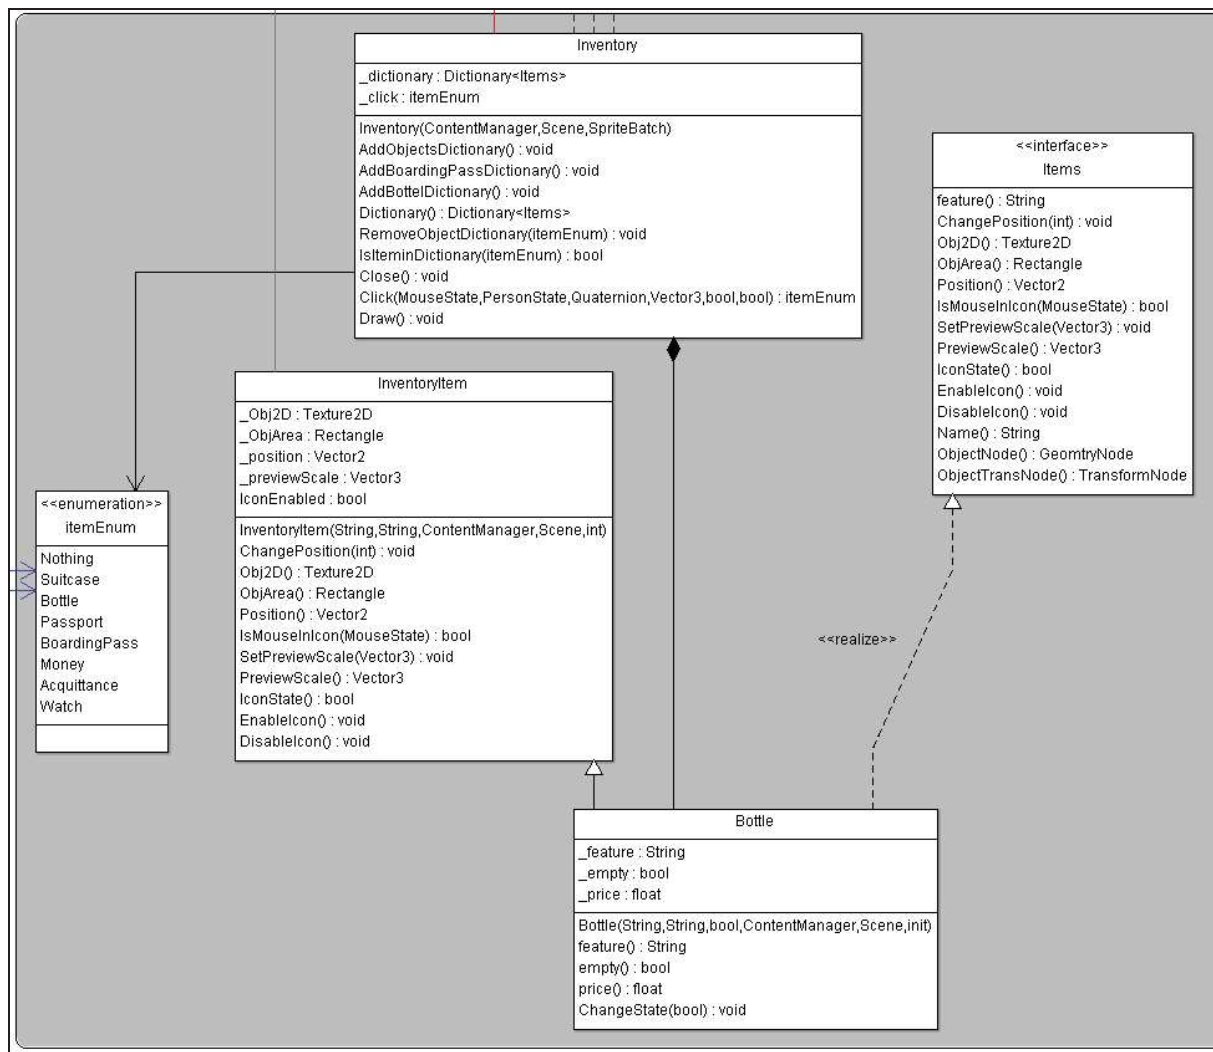 Inventory
_dictionary : Dictionary<Items>
_click : itemEnum
Inventory(ContentManager,Scene,SpriteBatch)
AddObjectsDictionary() : void
AddBoardingPassDictionary() : void
AddBottelDictionary() : void
Dictionary() : Dictionary<Items>
RemoveObjectDictionary(itemEnum) : void
IsIteminDictionary(itemEnum) : bool
Close() : void
Click(MouseState,PersonState,Quaternion,Vector3,bool,bool) : itemEnum
Draw() : void
<<interface>>
Items
feature() : String
ChangePosition(int) : void
Obj2D() : Texture2D
ObjArea() : Rectangle
Position() : Vector2
IsMouseInIcon(MouseState) : bool
SetPreviewScale(Vector3) : void
PreviewScale() : Vector3
IconState() : bool
EnableIcon() : void
DisableIcon() : void
Name() : String
ObjectNode() : GeomtryNode
ObjectTransNode() : TransformNode
InventoryItem
_Obj2D : Texture2D
_ObjArea : Rectangle
_position : Vector2
_previewScale : Vector3
IconEnabled : bool
InventoryItem(String,String,ContentManager,Scene,int)
ChangePosition(int) : void
Obj2D() : Texture2D
ObjArea() : Rectangle
Position() : Vector2
IsMouseInIcon(MouseState) : bool
SetPreviewScale(Vector3) : void
PreviewScale() : Vector3
IconState() : bool
EnableIcon() : void
DisableIcon() : void
<<enumeration>>
itemEnum
Nothing
Suitcase
Bottle
Passport
BoardingPass
Money
Acquittance
Watch
<<realize>>
Bottle
_feature : String
_empty : bool
_price : float
Bottle(String,String,bool,ContentManager,Scene,init)
feature() : String
empty() : bool
price() : float
ChangeState(bool) : void